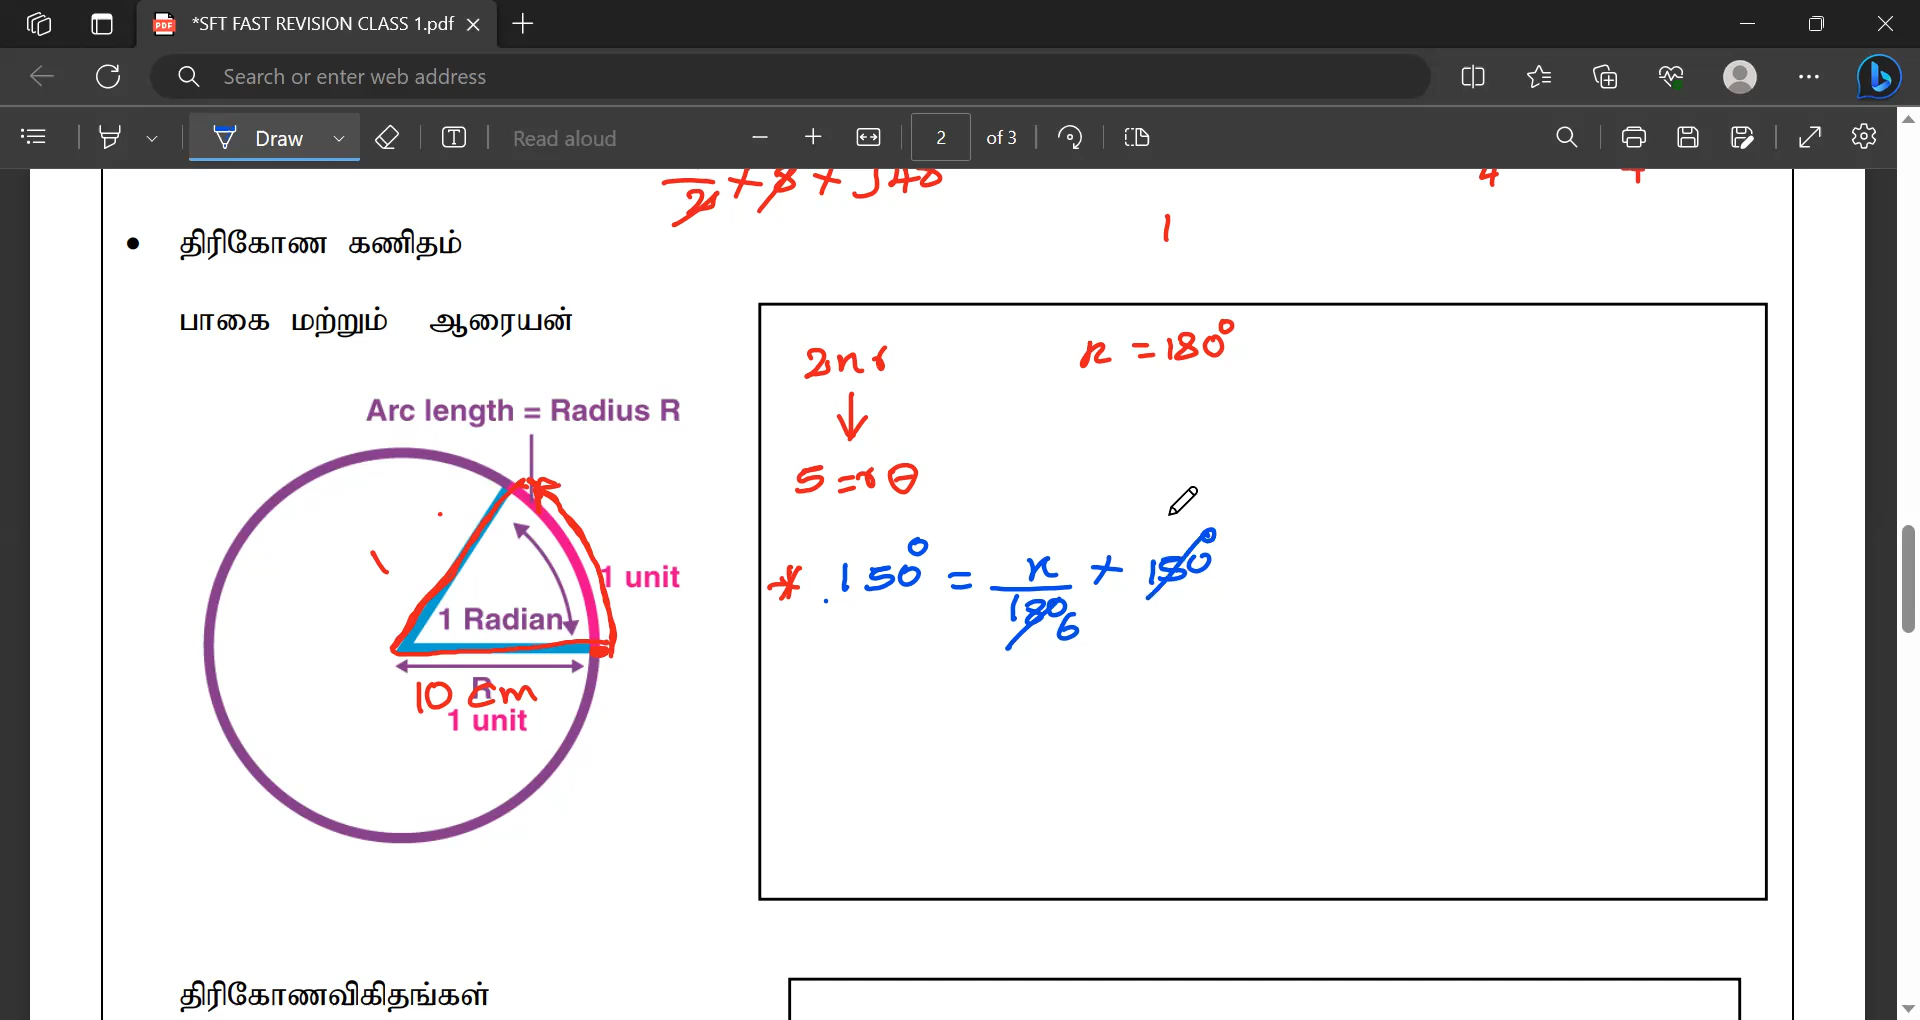 *SFT FAST REVISION CLASS 1.pdf
Search or enter web address
Draw
Read aloud
2
of 3
திரிகோண கணிதம்
பாகை மற்றும் ஆரையன்
Arc length = Radius R
1 unit
1 Radian
R
10 cm
1 unit
2πr
π = 180°
S = rθ
* 150° = π/180 × 150°
6
திரிகோணவிகிதங்கள்